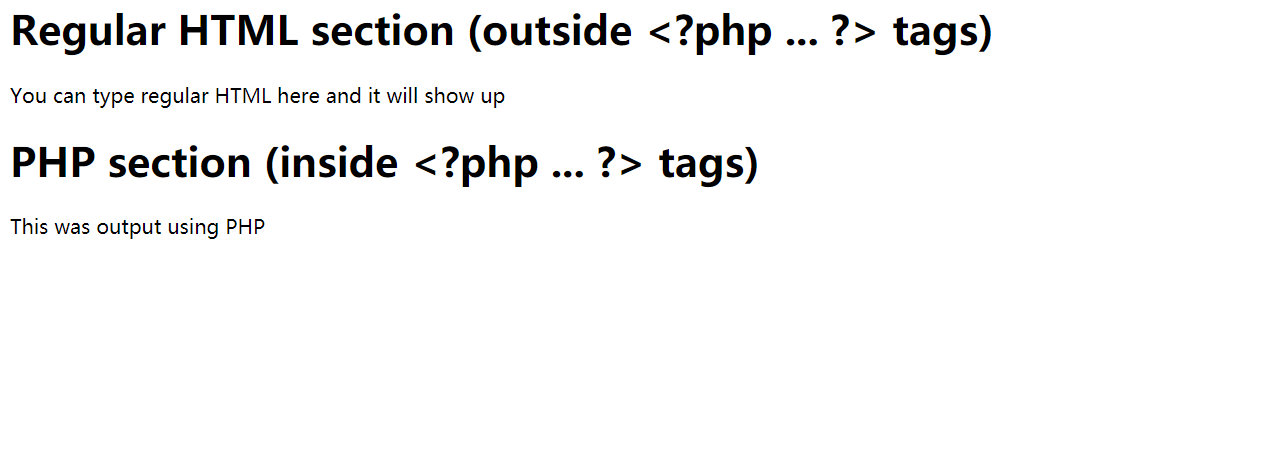 Regular HTML section (outside <?php ... ?> tags)
You can type regular HTML here and it will show up
PHP section (inside <?php ... ?> tags)
This was output using PHP